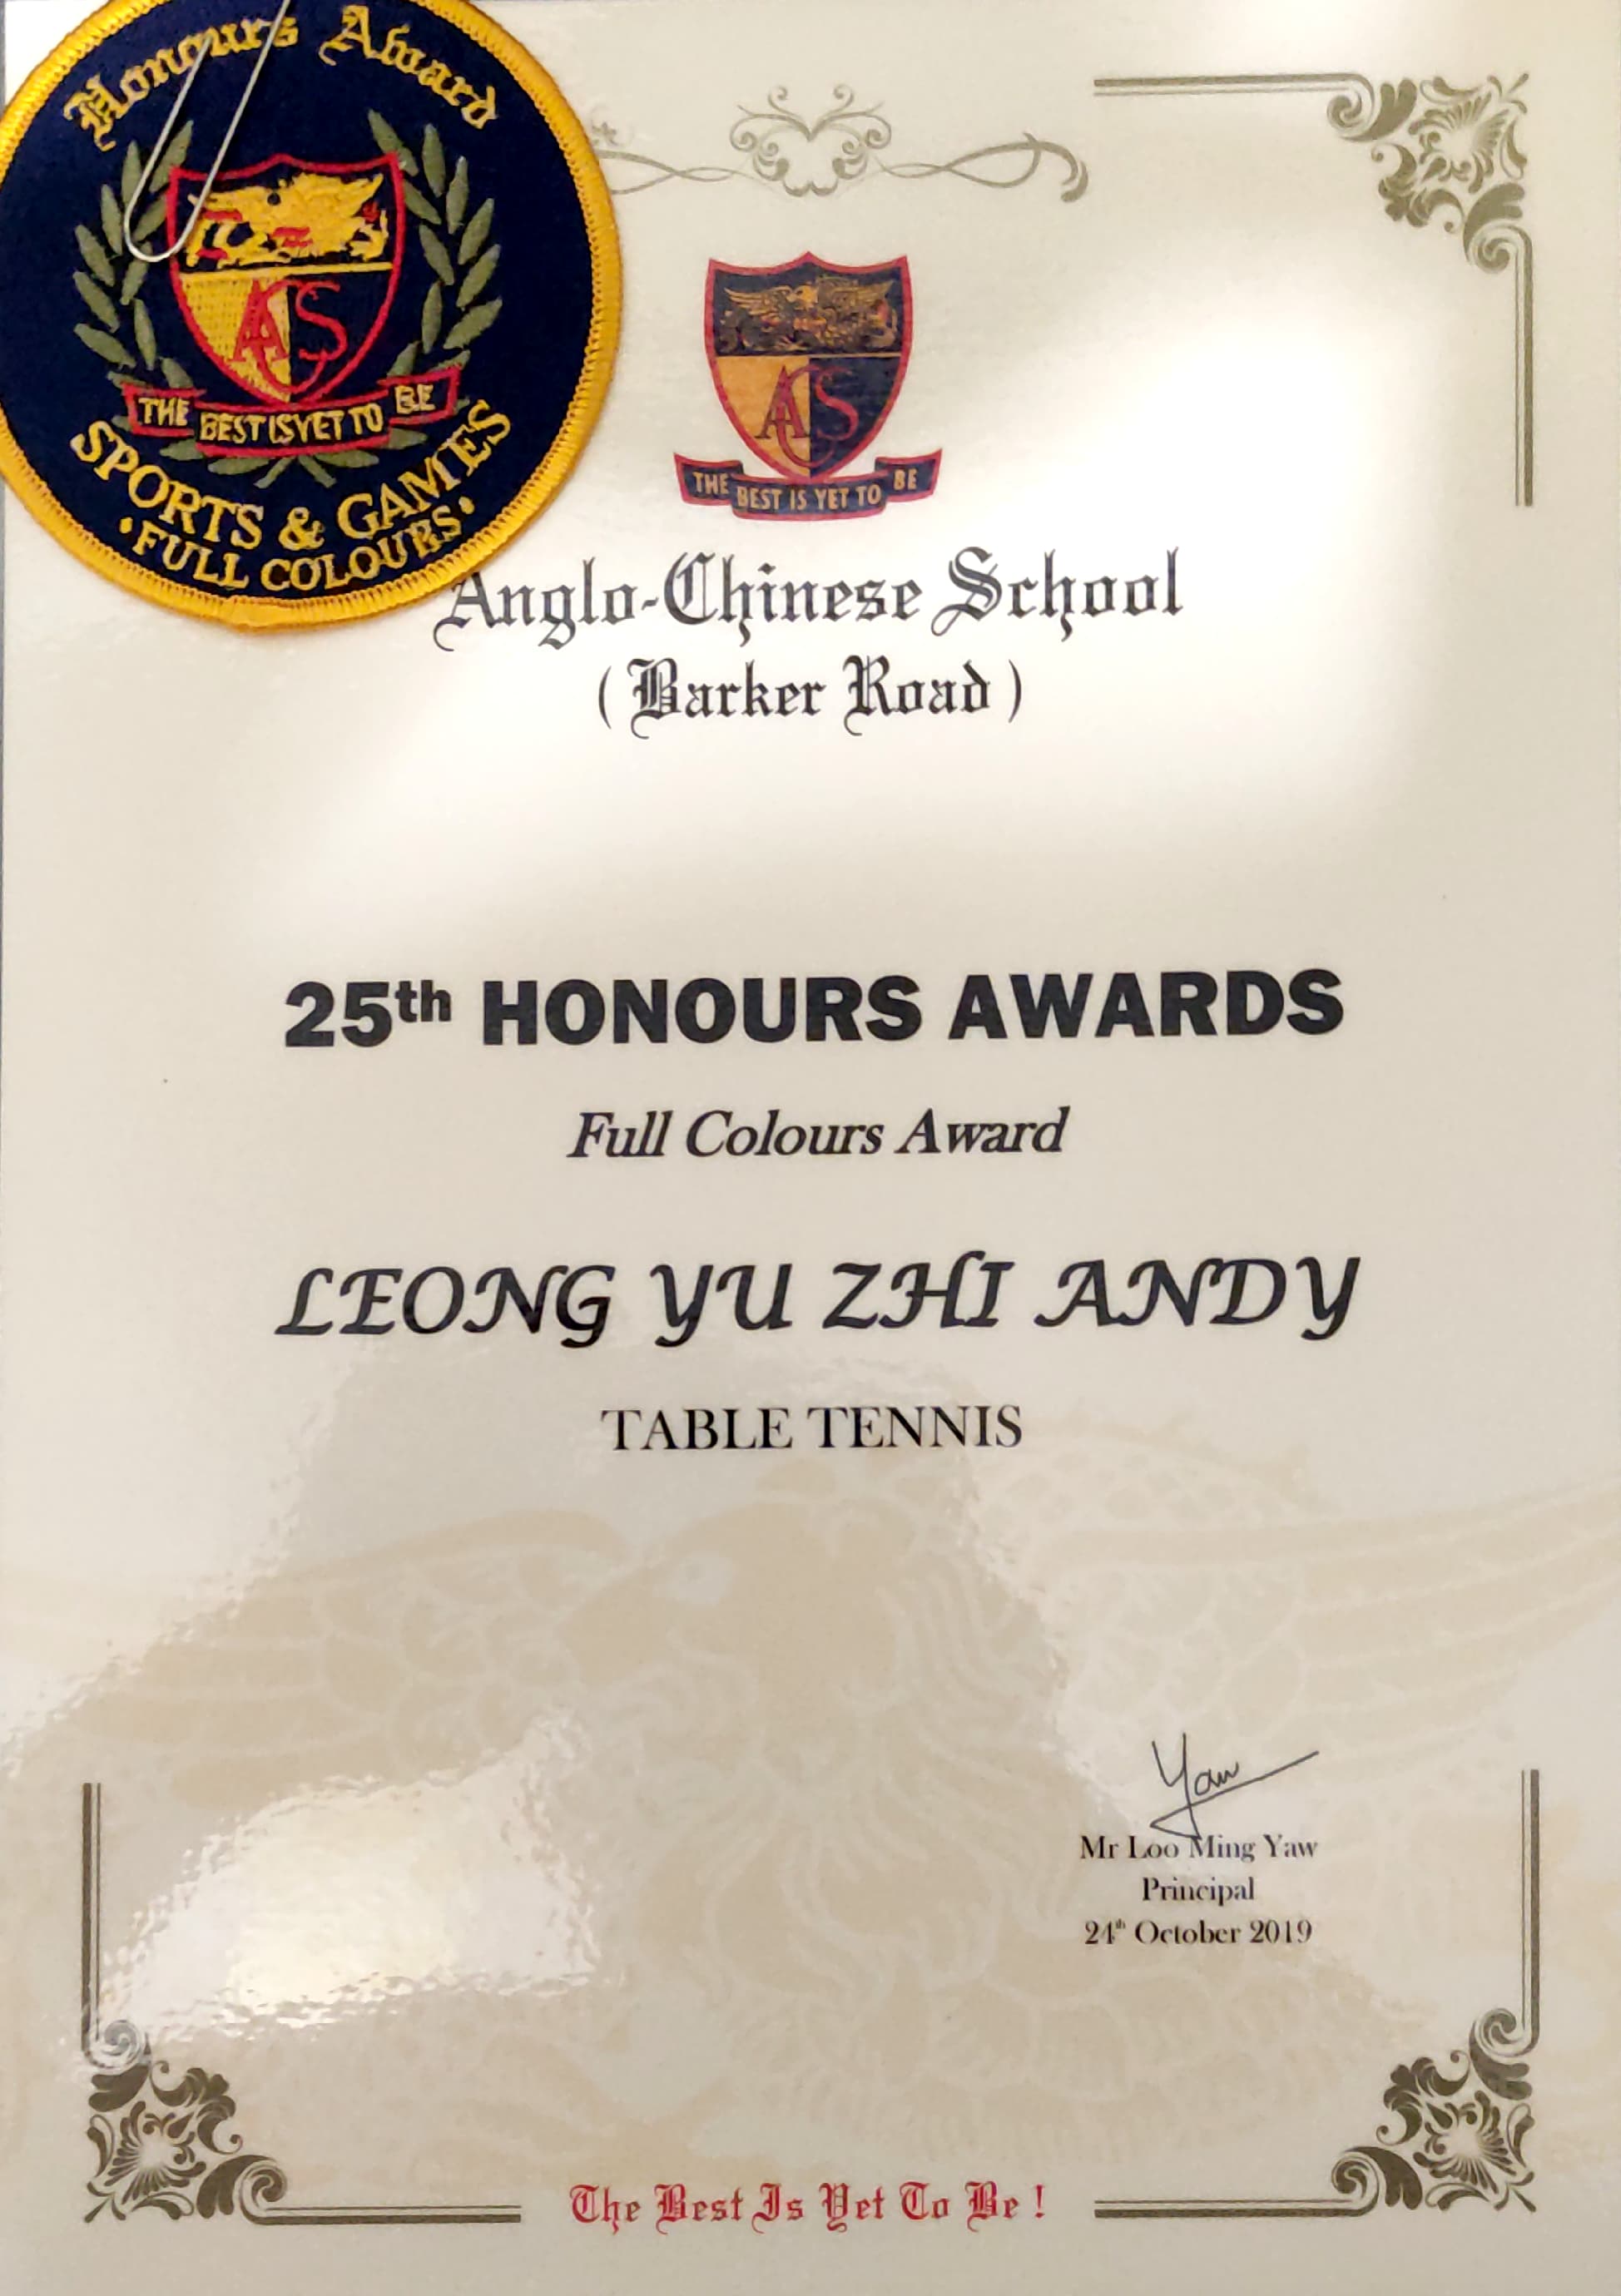 Honours Award
ACS
THE BEST IS YET TO BE
SPORTS & GAMES
•FULL COLOURS•
ACS
THE BEST IS YET TO BE
Anglo-Chinese School
(Barker Road)
25th HONOURS AWARDS
Full Colours Award
LEONG YU ZHI ANDY
TABLE TENNIS
Yaw
Mr Loo Ming Yaw
Principal
24th October 2019
The Best Is Yet To Be!